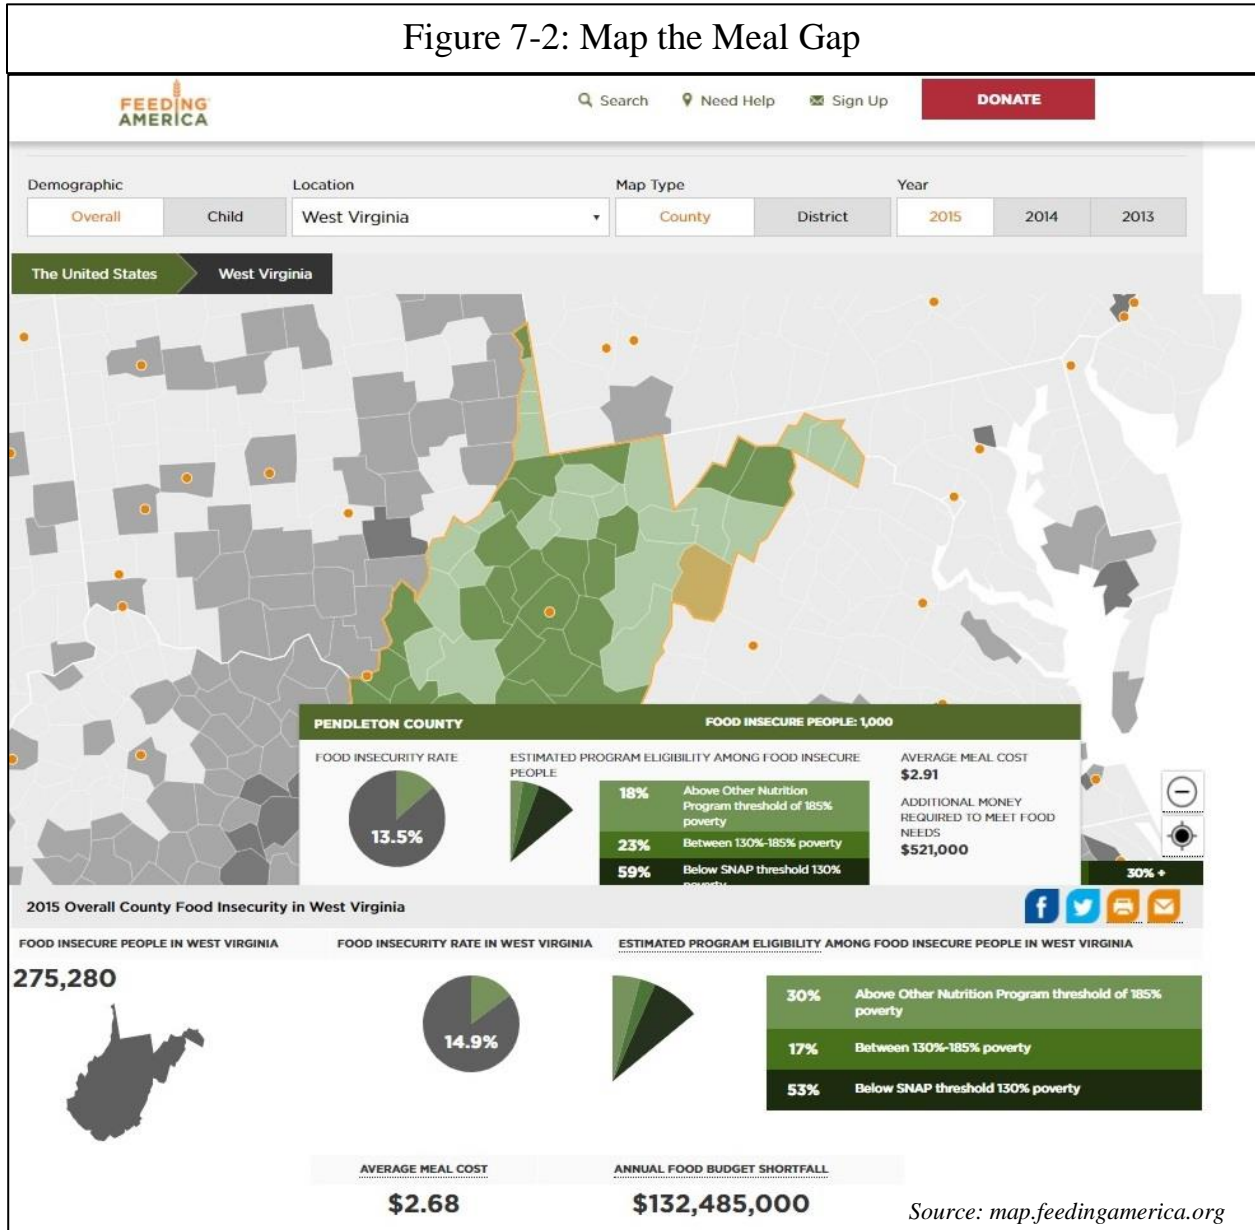 Figure 7-2: Map the Meal Gap
FEEDING
AMERICA
Search
Need Help
Sign Up
DONATE
Demographic
Location
Map Type
Year
Overall
Child
West Virginia
County
District
2015
2014
2013
The United States
West Virginia
PENDLETON COUNTY
FOOD INSECURE PEOPLE: 1,000
FOOD INSECURITY RATE
13.5%
ESTIMATED PROGRAM ELIGIBILITY AMONG FOOD INSECURE
PEOPLE
18%
Above Other Nutrition
Program threshold of 185%
poverty
23%
Between 130%-185% poverty
59%
Below SNAP threshold 130%
poverty
AVERAGE MEAL COST
$2.91
ADDITIONAL MONEY
REQUIRED TO MEET FOOD
NEEDS
$521,000
30% +
2015 Overall County Food Insecurity in West Virginia
FOOD INSECURE PEOPLE IN WEST VIRGINIA
275,280
FOOD INSECURITY RATE IN WEST VIRGINIA
14.9%
ESTIMATED PROGRAM ELIGIBILITY AMONG FOOD INSECURE PEOPLE IN WEST VIRGINIA
30%
Above Other Nutrition Program threshold of 185%
poverty
17%
Between 130%-185% poverty
53%
Below SNAP threshold 130% poverty
AVERAGE MEAL COST
$2.68
ANNUAL FOOD BUDGET SHORTFALL
$132,485,000
Source: map.feedingamerica.org